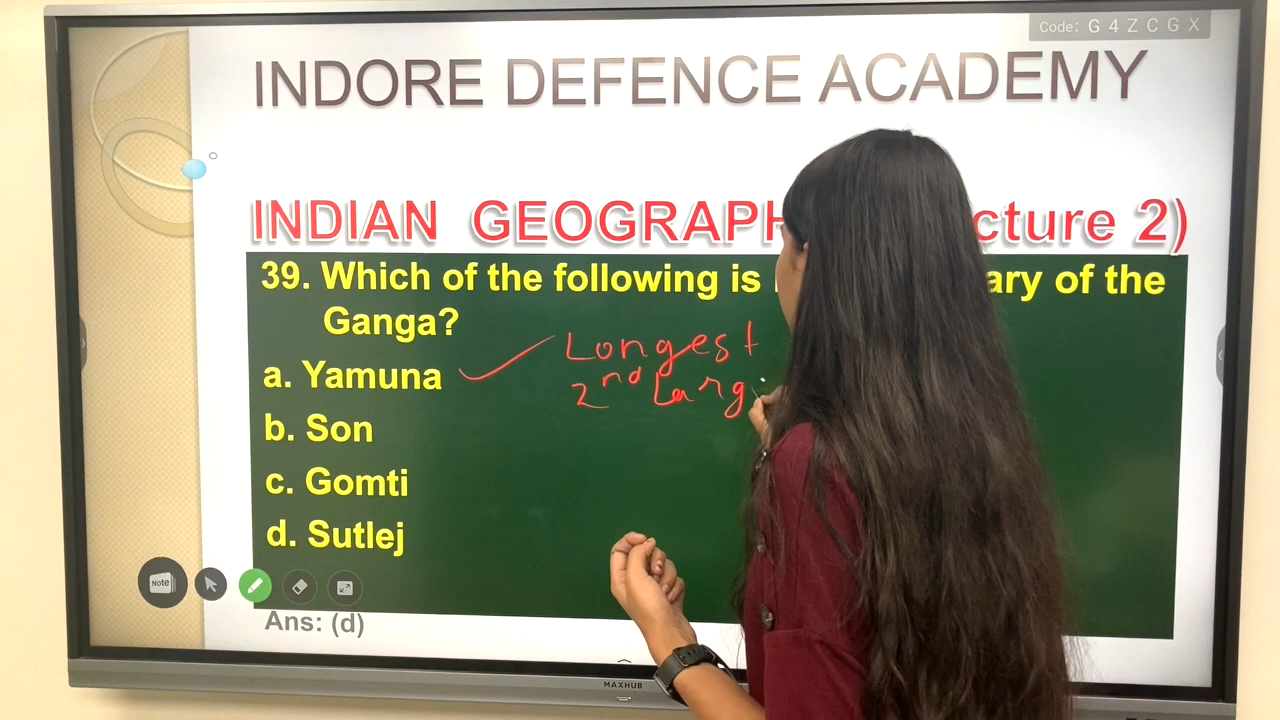 Code: G4ZCGX
INDORE DEFENCE ACADEMY
INDIAN GEOGRAPH cture 2)
39. Which of the following is ary of the
Ganga?
a. Yamuna
Longest
2nd Larg
b. Son
c. Gomti
d. Sutlej
Note
Ans: (d)
MAXHUB